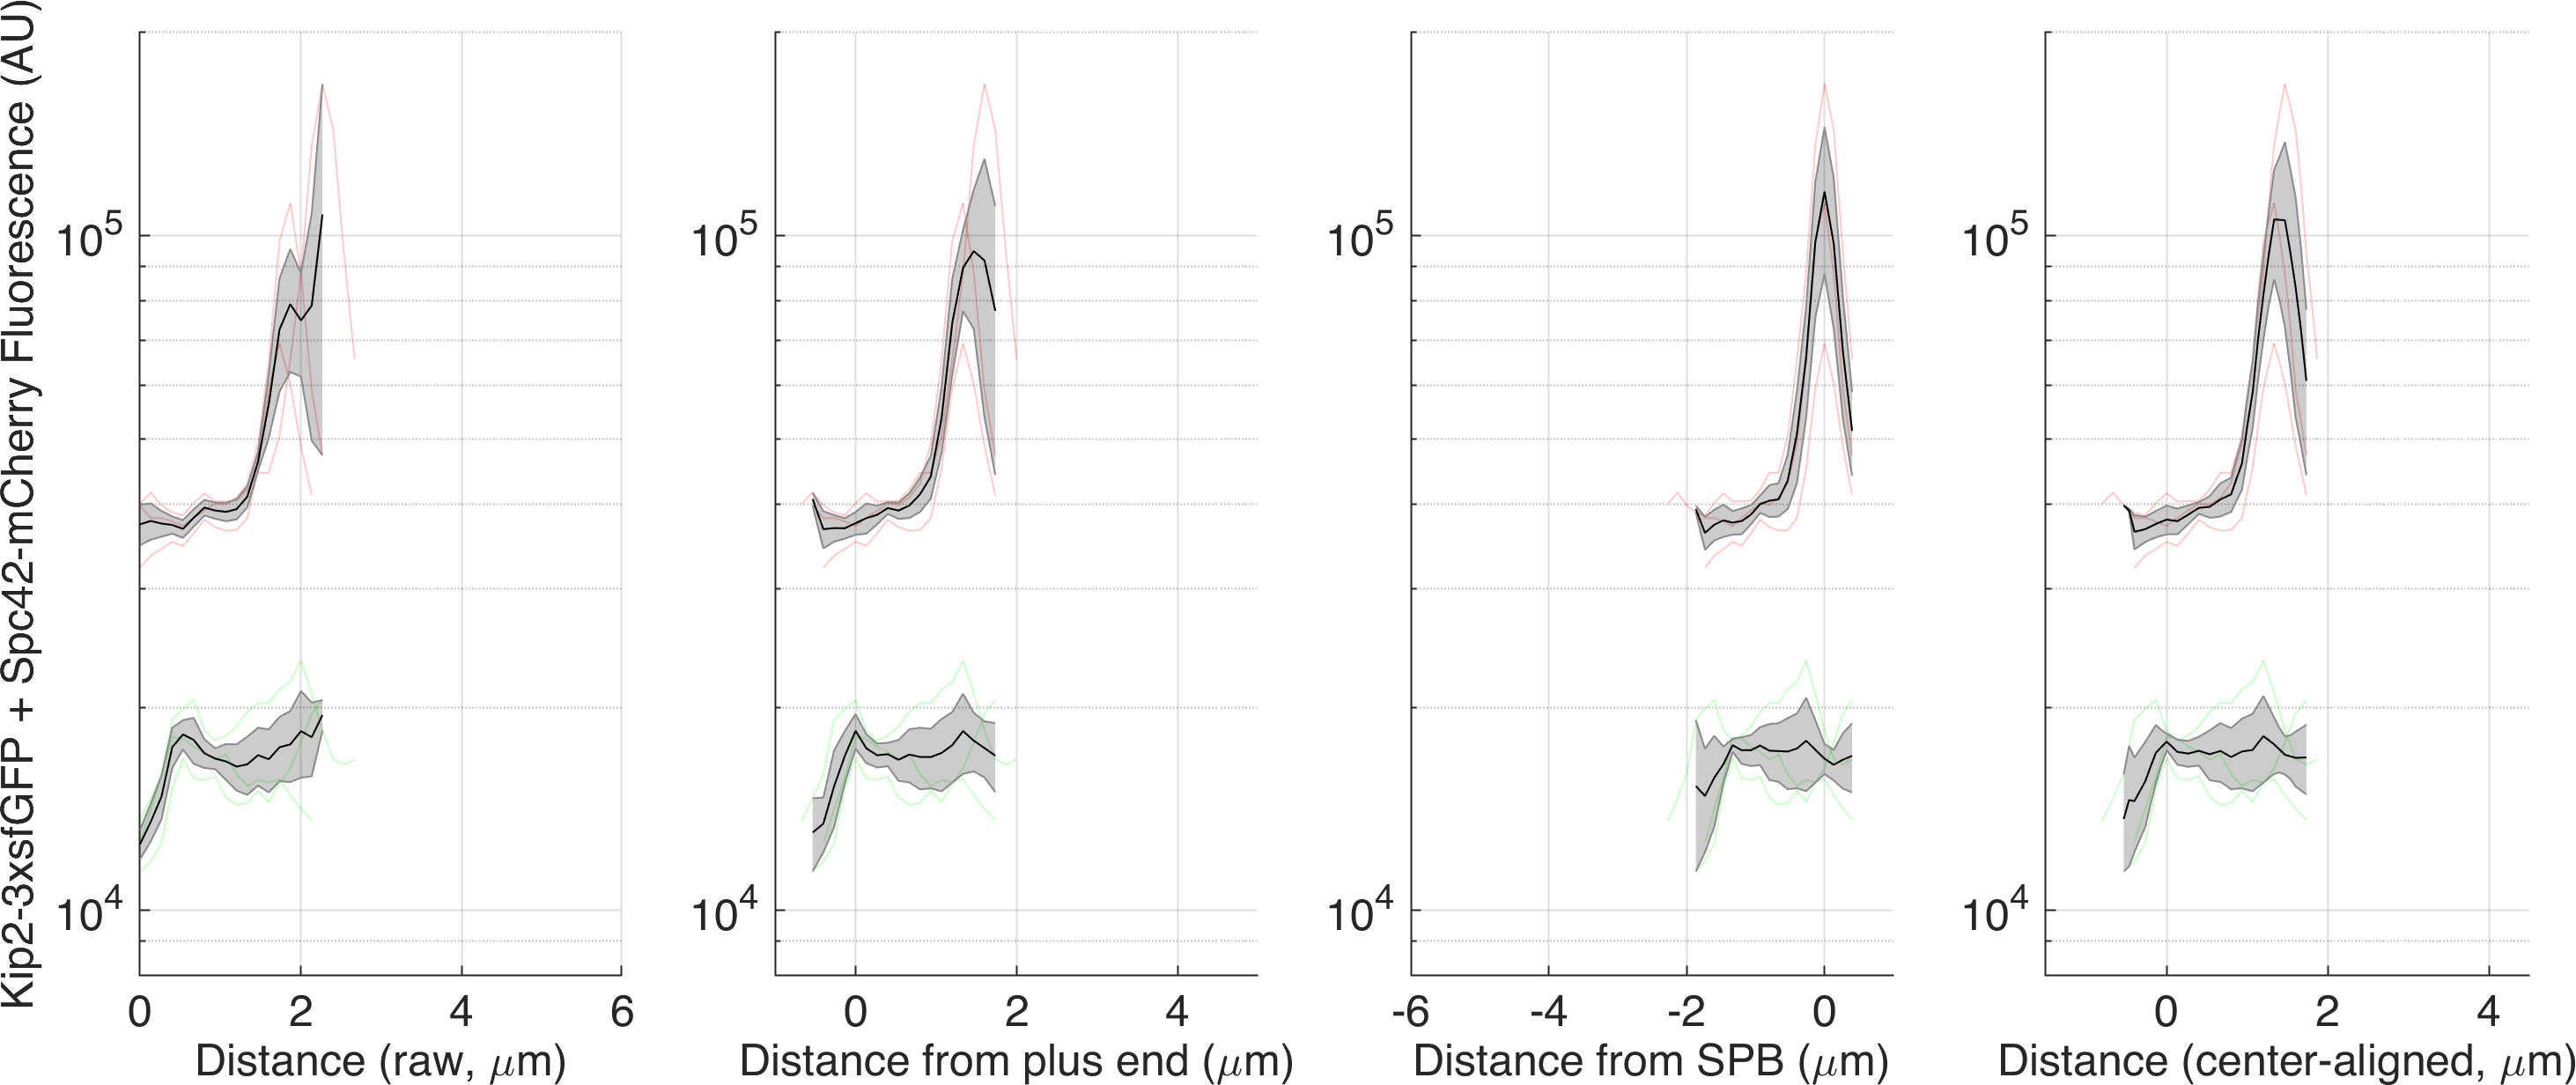 Kip2-3xsfGFP + Spc42-mCherry Fluorescence (AU)
10^5
10^4
0 2 4 6
Distance (raw, μm)
10^5
10^4
0 2 4
Distance from plus end (μm)
10^5
10^4
-6 -4 -2 0
Distance from SPB (μm)
10^5
10^4
0 2 4
Distance (center-aligned, μm)